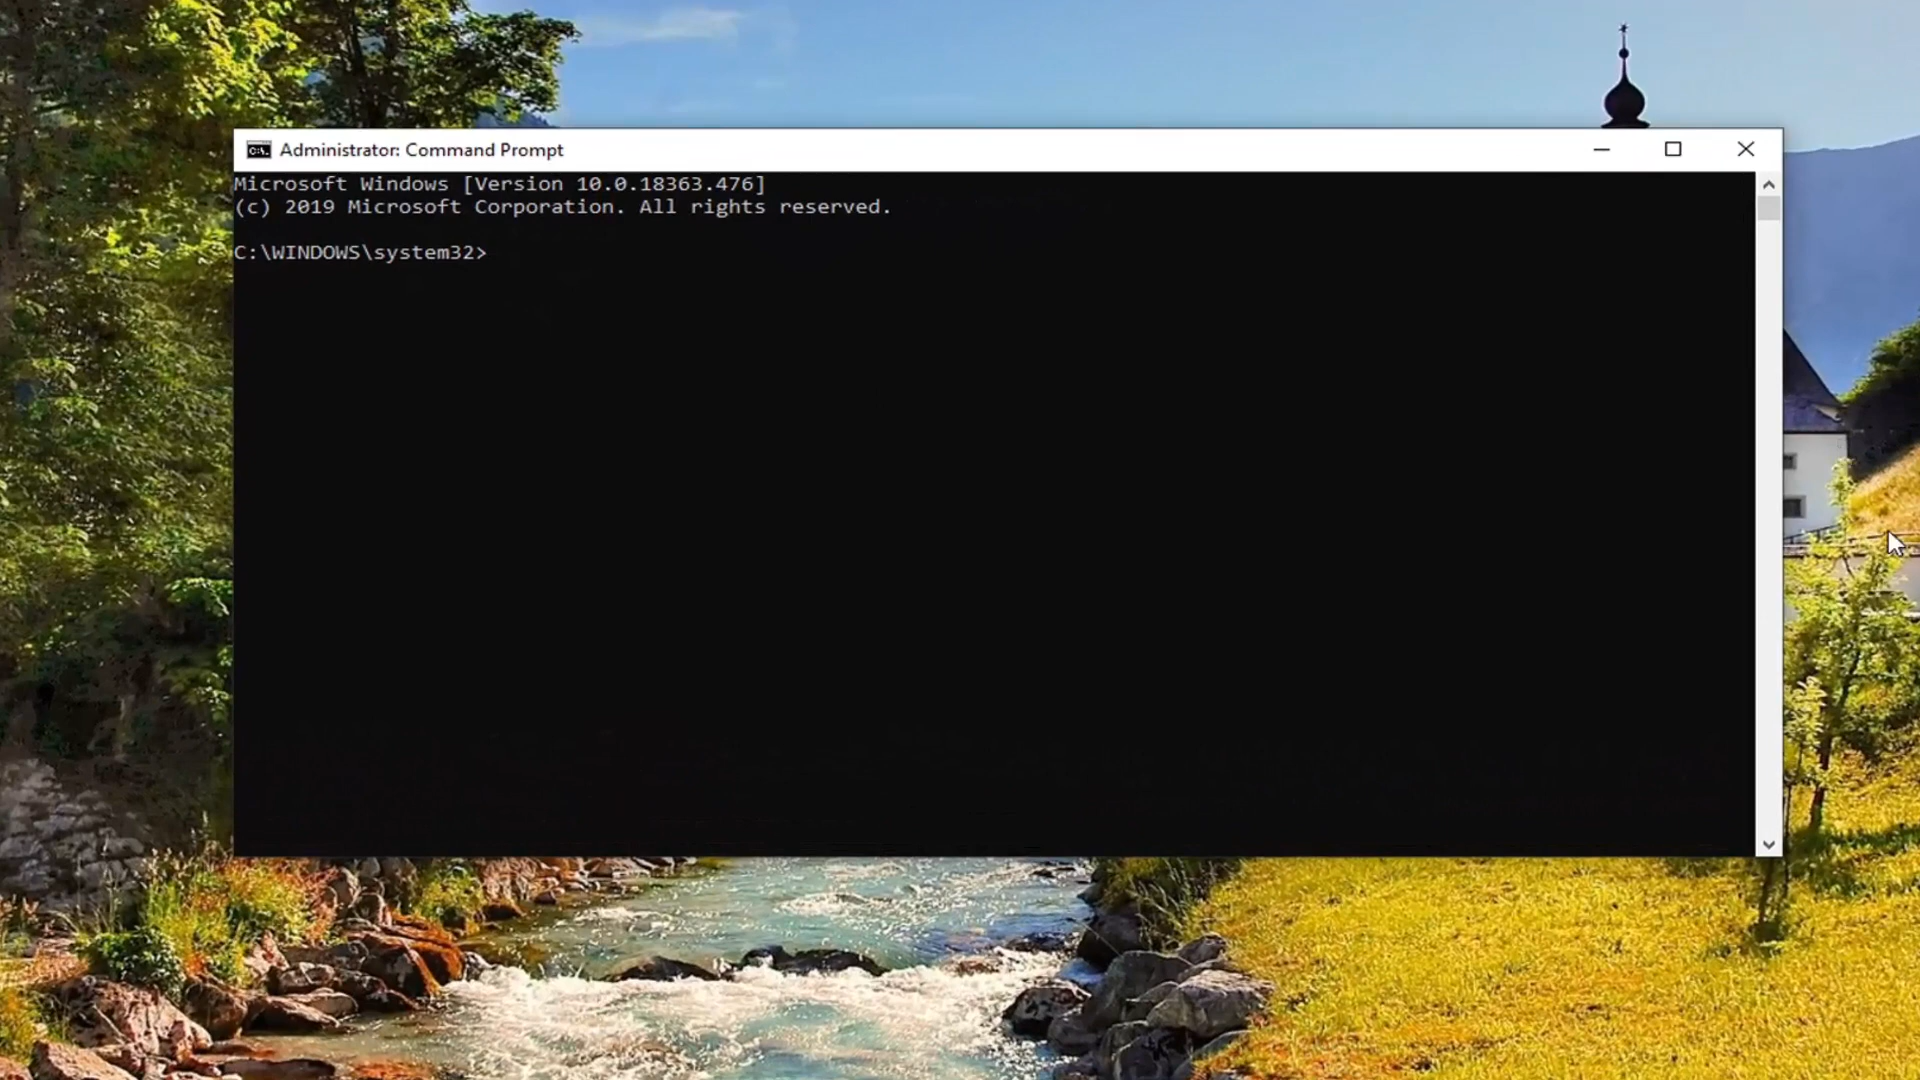 Administrator: Command Prompt
Microsoft Windows [Version 10.0.18363.476]
(c) 2019 Microsoft Corporation. All rights reserved.
C:\WINDOWS\system32>